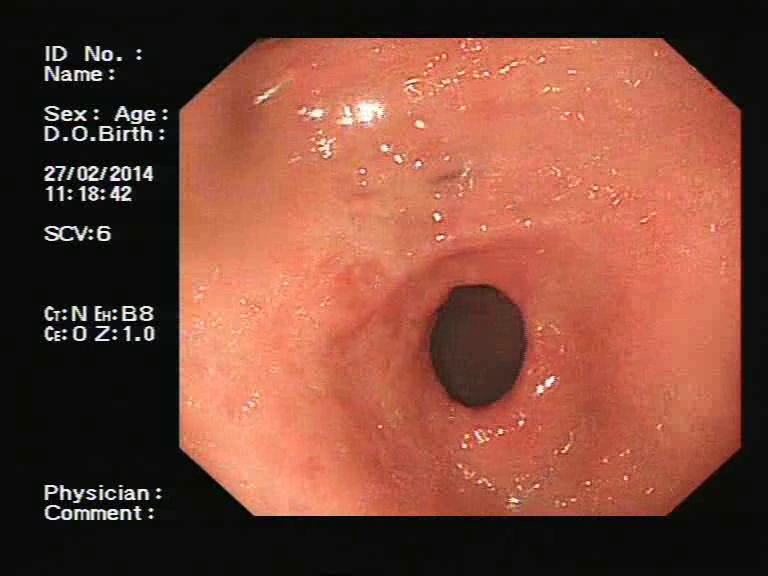 ID No. :
Name:
Sex: Age:
D.O.Birth:
27/02/2014
11:18:42
SCV:6
CT:N EH:B8
CE:0 Z:1.0
Physician:
Comment: